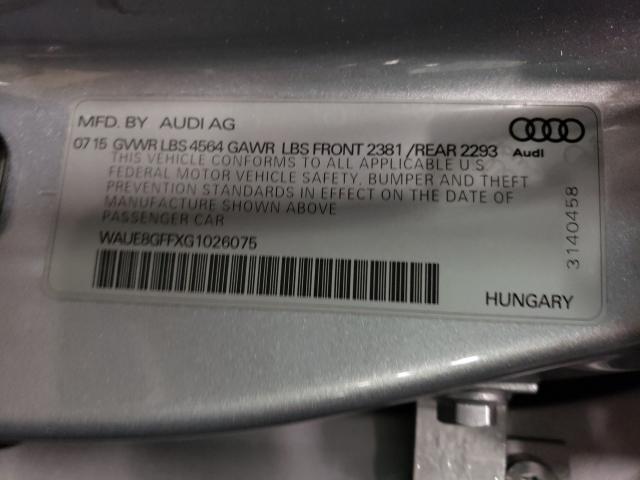 MFD. BY AUDI AG
07 15 GVWR LBS 4564 GAWR LBS FRONT 2381 /REAR 2293
Audi
THIS VEHICLE CONFORMS TO ALL APPLICABLE U.S
FEDERAL MOTOR VEHICLE SAFETY, BUMPER AND THEFT
PREVENTION STANDARDS IN EFFECT ON THE DATE OF
MANUFACTURE SHOWN ABOVE
PASSENGER CAR
WAUE8GFFXG1026075
3140458
HUNGARY